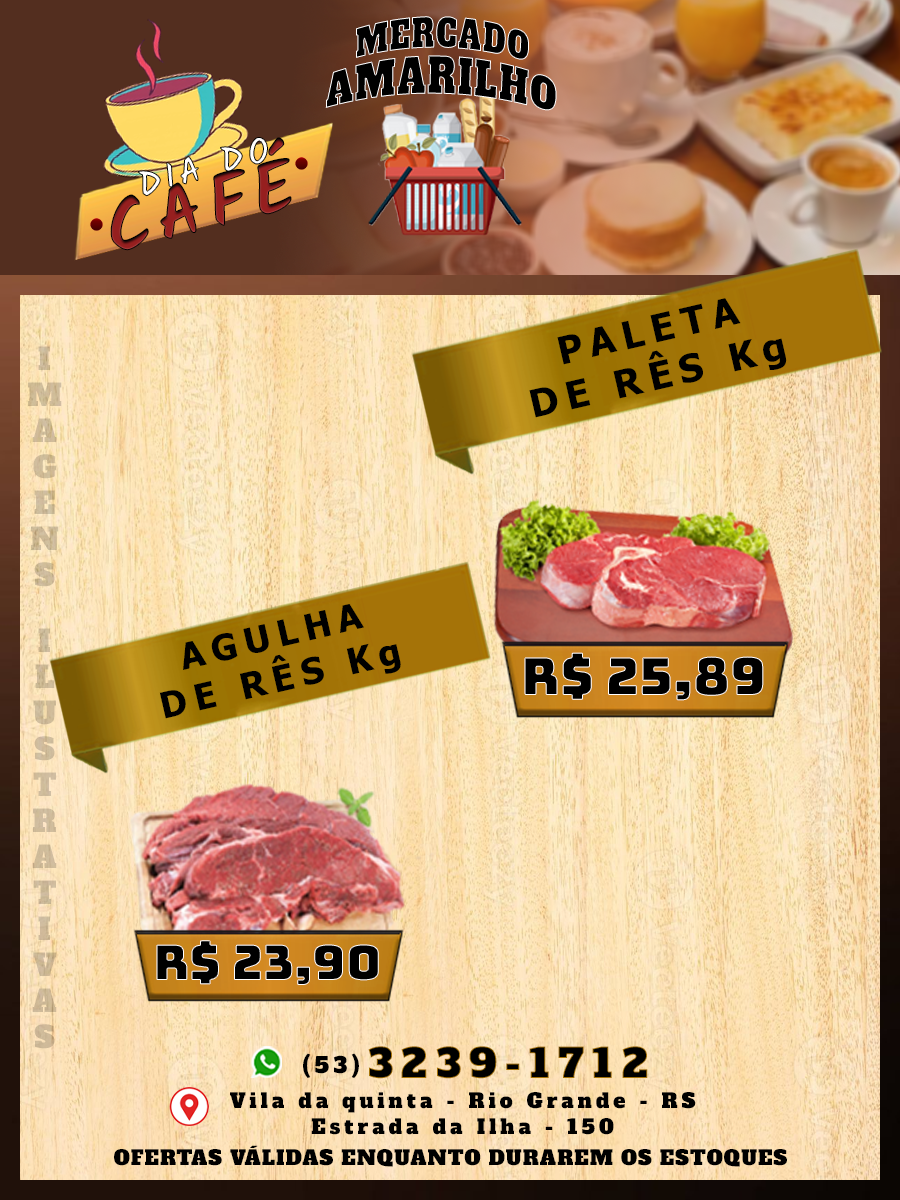 MERCADO
AMARILHO
DIA DO
CAFÉ
PALETA
DE RÊS Kg
R$ 25,89
AGULHA
DE RÊS Kg
R$ 23,90
IMAGENS ILUSTRATIVAS
(53) 3239-1712
Vila da quinta - Rio Grande - RS
Estrada da Ilha - 150
OFERTAS VÁLIDAS ENQUANTO DURAREM OS ESTOQUES